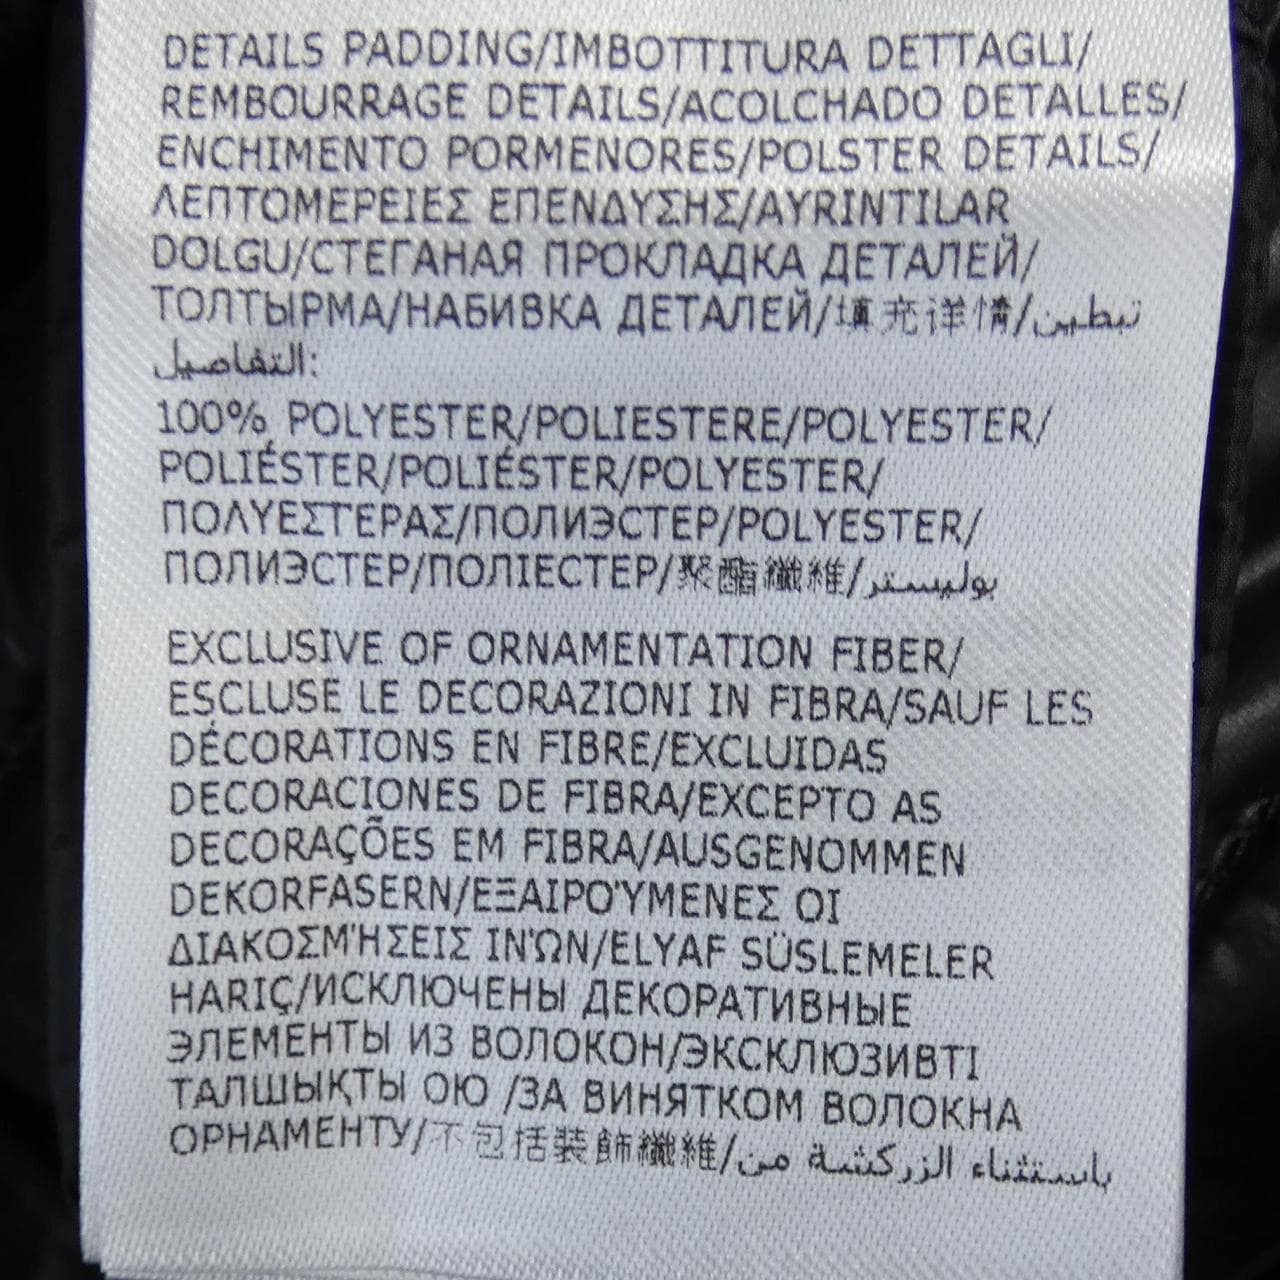 DETAILS PADDING/IMBOTTITURA DETTAGLI/
REMBOURRAGE DETAILS/ACOLCHADO DETALLES/
ENCHIMENTO PORMENORES/POLSTER DETAILS/
ΛΕΠΤΟΜΕΡΕΙΕΣ ΕΠΕΝΔΥΣΗΣ/AYRINTILAR
DOLGU/СТЕГАНАЯ ПРОКЛАДКА ДЕТАЛЕЙ/
ТОЛТЫРМА/НАБИВКА ДЕТАЛЕЙ/填充详情/تبطين
التفاصيل:
100% POLYESTER/POLIESTERE/POLYESTER/
POLIÉSTER/POLIÉSTER/POLYESTER/
ΠΟΛΥΕΣΤΕΡΑΣ/ПОЛИЭСТЕР/POLYESTER/
ПОЛИЭСТЕР/ПОЛІЕСТЕР/聚酯纖維/بوليستر
EXCLUSIVE OF ORNAMENTATION FIBER/
ESCLUSE LE DECORAZIONI IN FIBRA/SAUF LES
DÉCORATIONS EN FIBRE/EXCLUIDAS
DECORACIONES DE FIBRA/EXCEPTO AS
DECORAÇÕES EM FIBRA/AUSGENOMMEN
DEKORFASERN/ΕΞΑΙΡΟΎΜΕΝΕΣ ΟΙ
ΔΙΑΚΟΣΜΉΣΕΙΣ ΙΝΏΝ/ELYAF SÜSLEMELER
HARIÇ/ИСКЛЮЧЕНЫ ДЕКОРАТИВНЫЕ
ЭЛЕМЕНТЫ ИЗ ВОЛОКОН/ЭКСКЛЮЗИВТІ
ТАЛШЫҚТЫ ОЮ /ЗА ВИНЯТКОМ ВОЛОКНА
ОРНАМЕНТУ/不包括装飾纖維/باستثناء الزركشة من